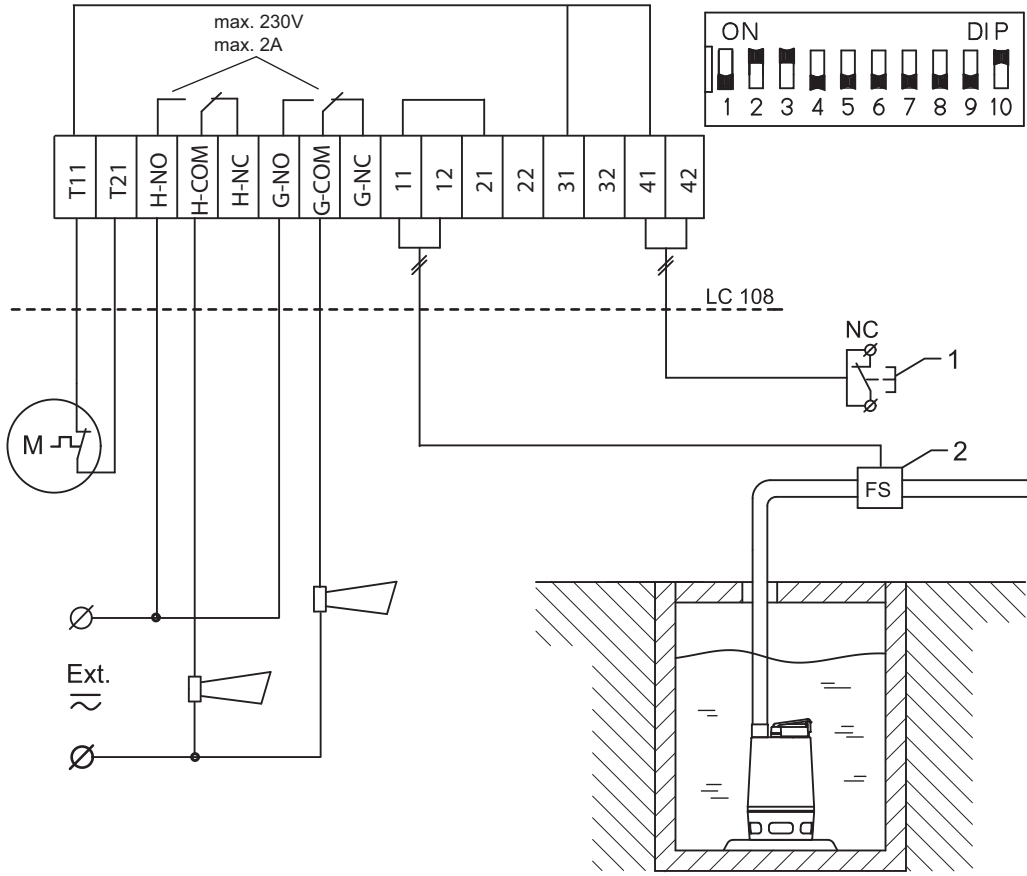 max. 230V
max. 2A
ON DIP
1 2 3 4 5 6 7 8 9 10
T11 T21 H-NO H-COM H-NC G-NO G-COM G-NC 11 12 21 22 31 32 41 42
LC 108
NC
1
M
2
FS
Ext.